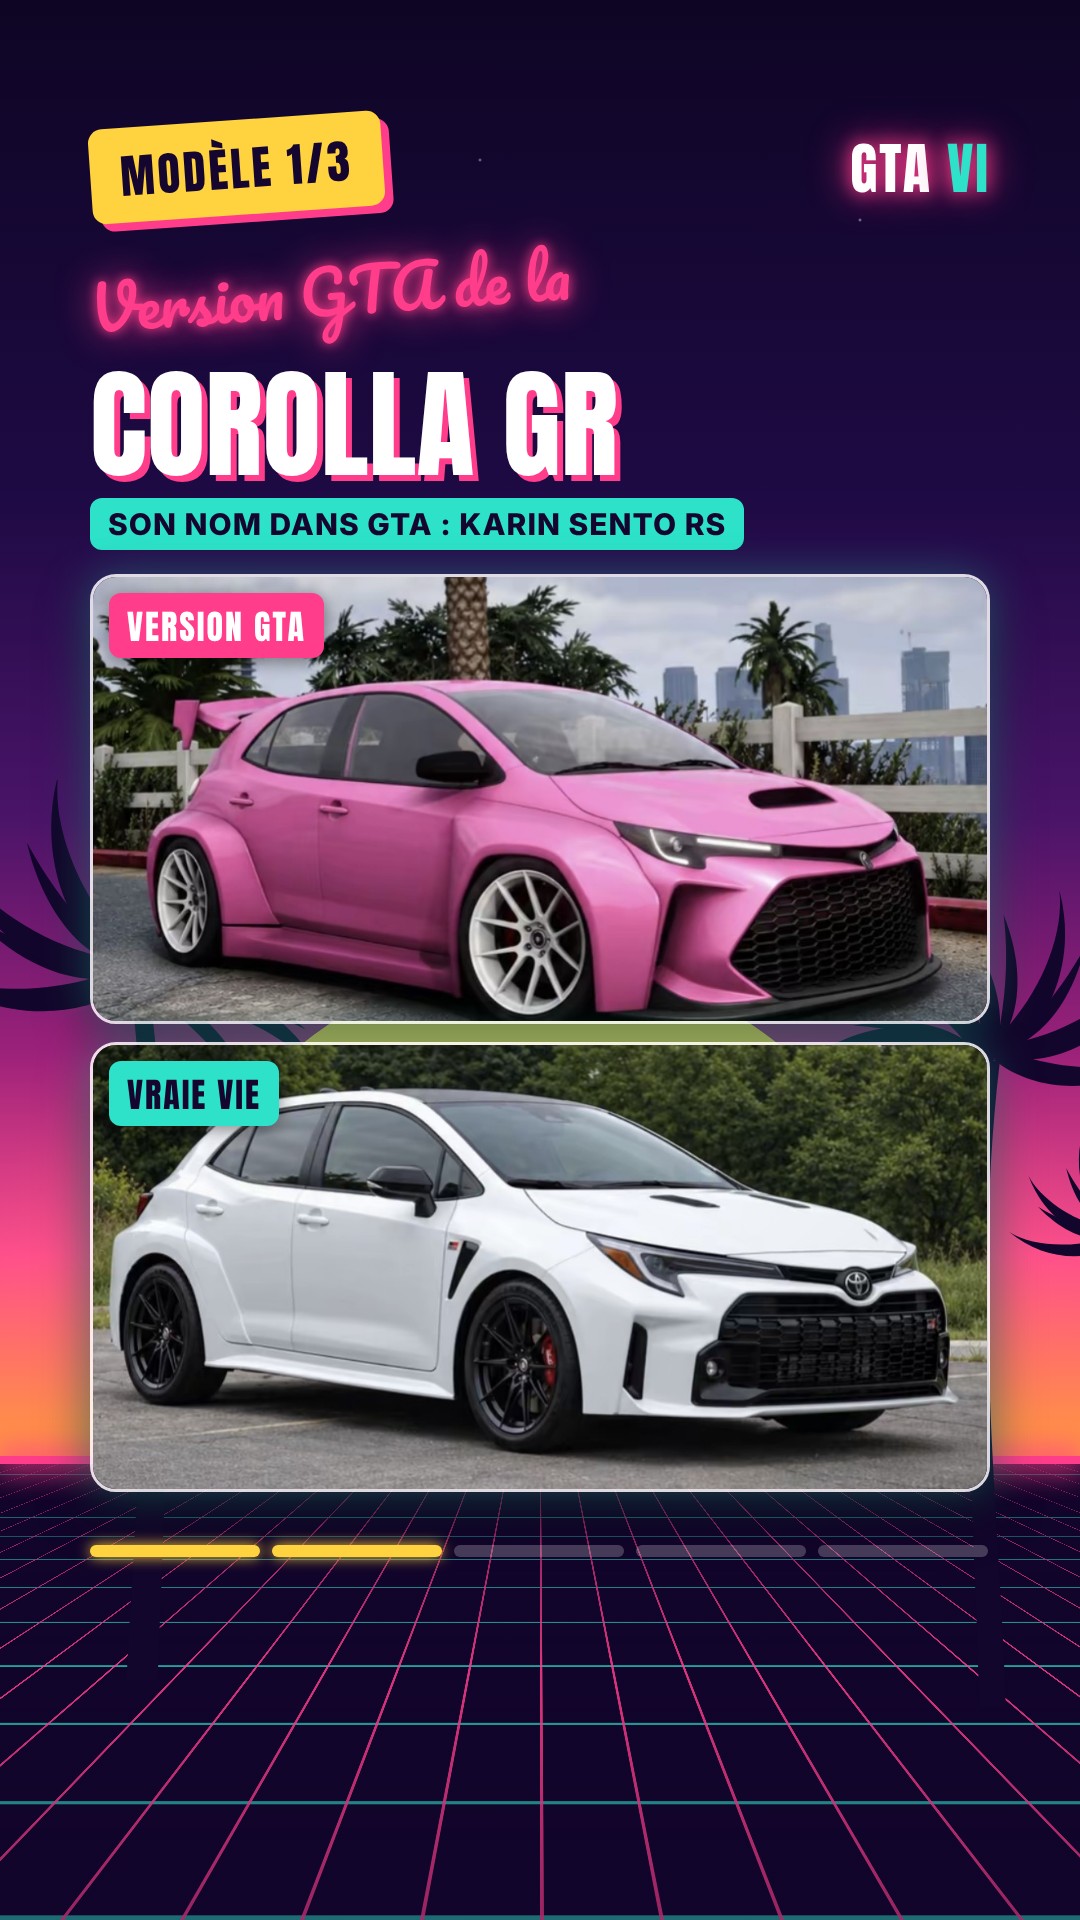 MODÈLE 1/3
GTA VI
Version GTA de la
COROLLA GR
SON NOM DANS GTA : KARIN SENTO RS
VERSION GTA
VRAIE VIE